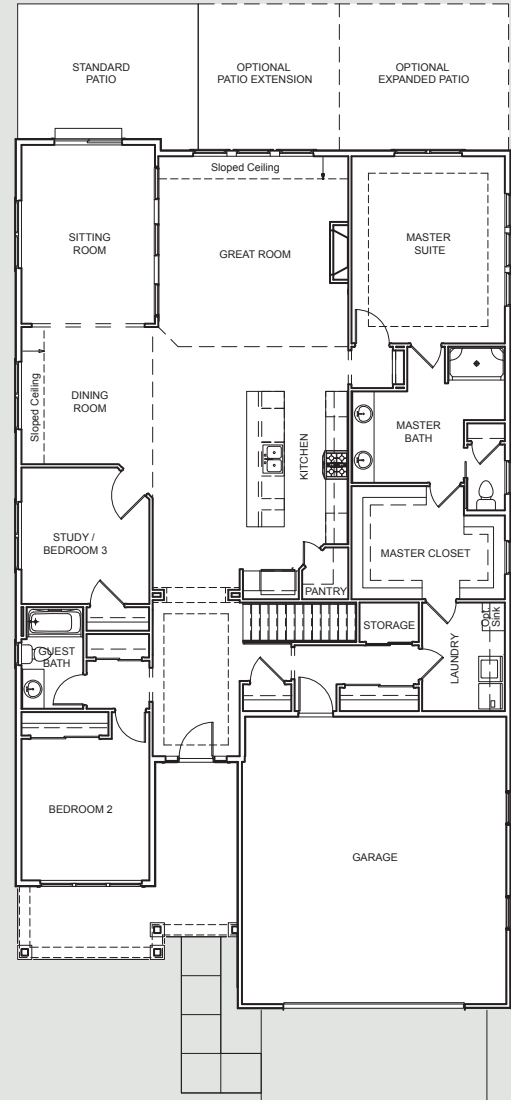 STANDARD
PATIO
OPTIONAL
PATIO EXTENSION
OPTIONAL
EXPANDED PATIO
Sloped Ceiling
SITTING
ROOM
GREAT ROOM
MASTER
SUITE
DINING
ROOM
Sloped Ceiling
KITCHEN
MASTER
BATH
STUDY /
BEDROOM 3
MASTER CLOSET
PANTRY
STORAGE
Opt.
Sink
LAUNDRY
GUEST
BATH
BEDROOM 2
GARAGE